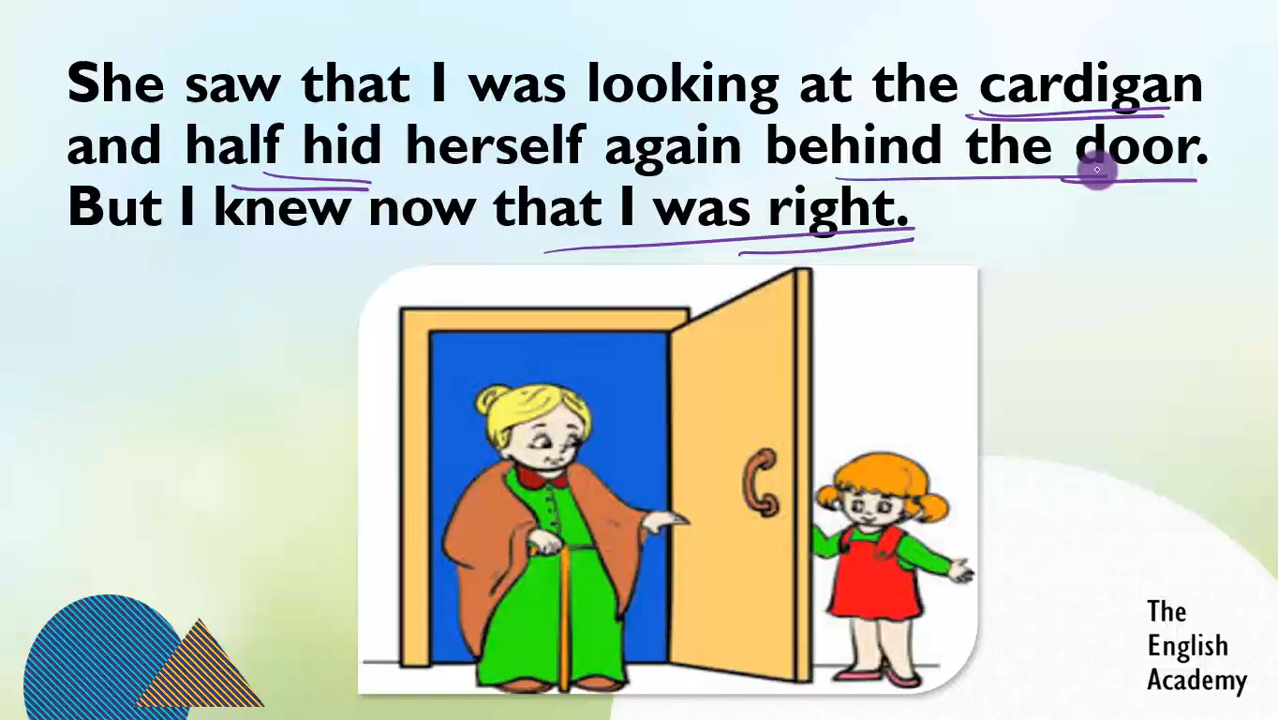 She saw that I was looking at the cardigan
and half hid herself again behind the door.
But I knew now that I was right.
The
English
Academy